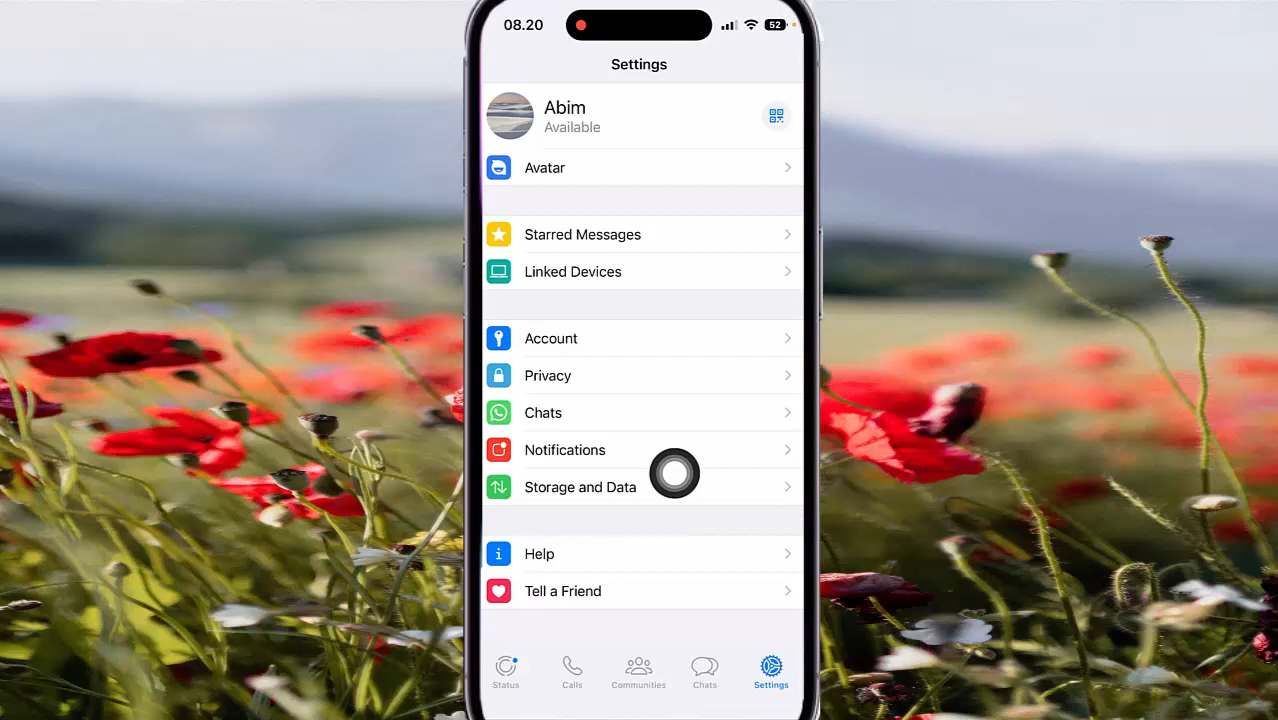 08.20
52
Settings
Abim
Available
Avatar
Starred Messages
Linked Devices
Account
Privacy
Chats
Notifications
Storage and Data
Help
Tell a Friend
Status
Calls
Communities
Chats
Settings